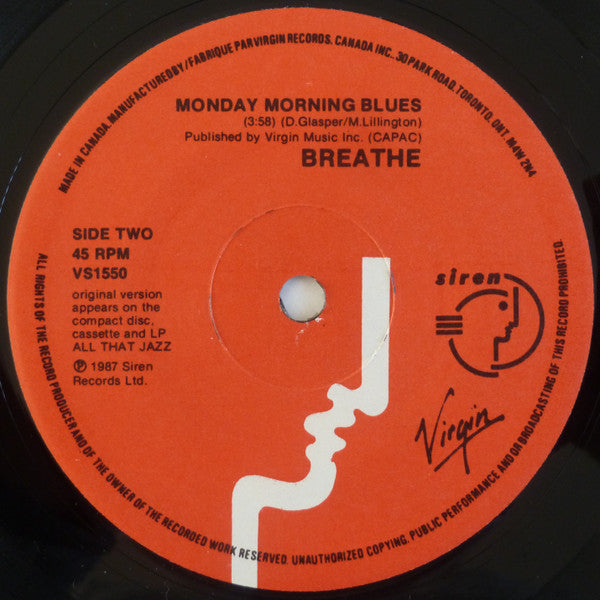 MADE IN CANADA. MANUFACTURED BY/FABRIQUE PAR VIRGIN RECORDS. CANADA INC.. 30 PARK ROAD, TORONTO, ONT. M4W 2N4
MONDAY MORNING BLUES
(3:58) (D.Glasper/M.Lillington)
Published by Virgin Music Inc. (CAPAC)
BREATHE
SIDE TWO
45 RPM
VS1550
original version
appears on the
compact disc,
cassette and LP
ALL THAT JAZZ
℗ 1987 Siren
Records Ltd.
siren
Virgin
ALL RIGHTS OF THE RECORD PRODUCER AND OF THE OWNER OF THE RECORDED WORK RESERVED. UNAUTHORIZED COPYING. PUBLIC PERFORMANCE AND/OR BROADCASTING OF THIS RECORD PROHIBITED.